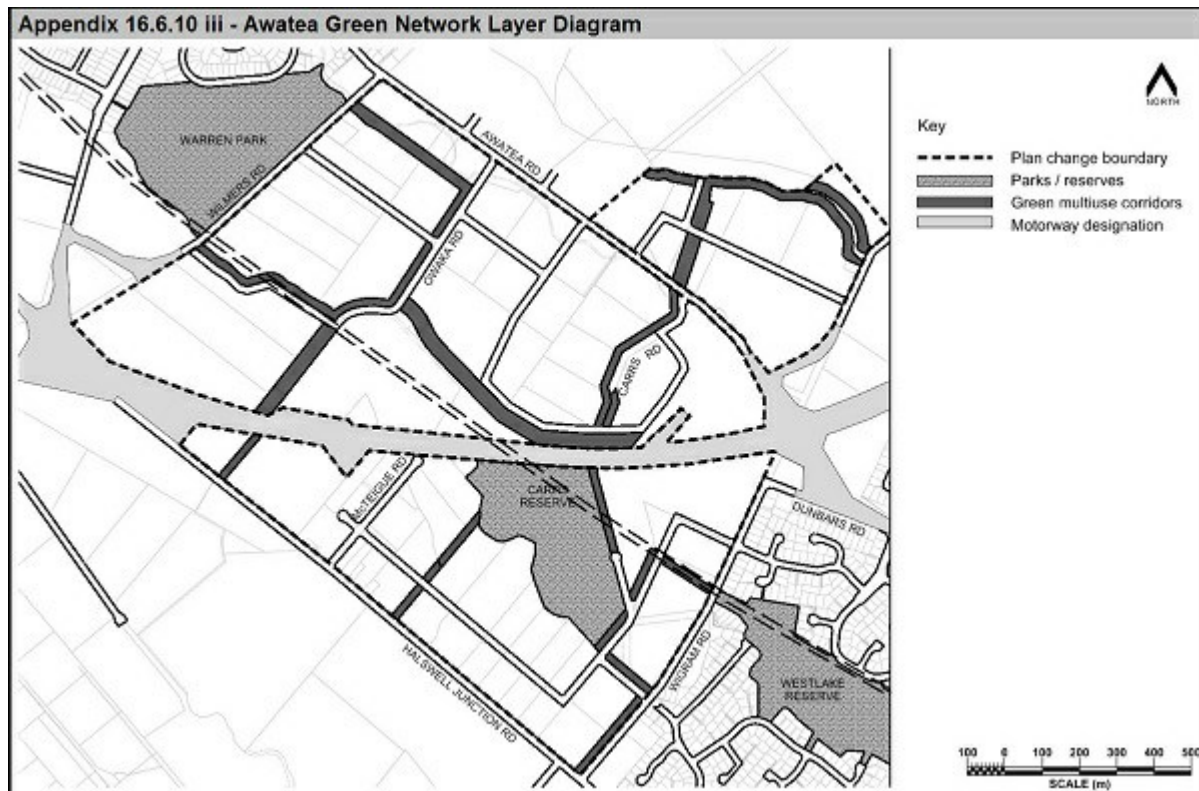 Appendix 16.6.10 iii - Awatea Green Network Layer Diagram
NORTH
Key
Plan change boundary
Parks / reserves
Green multiuse corridors
Motorway designation
WARREN PARK
WILMERS RD
AWATEA RD
OWAKA RD
CARRS RD
McTEIGUE RD
CARRS
RESERVE
DUNBARS RD
HALSWELL JUNCTION RD
WIGRAM RD
WESTLAKE
RESERVE
100 0 100 200 300 400 500
SCALE (m)